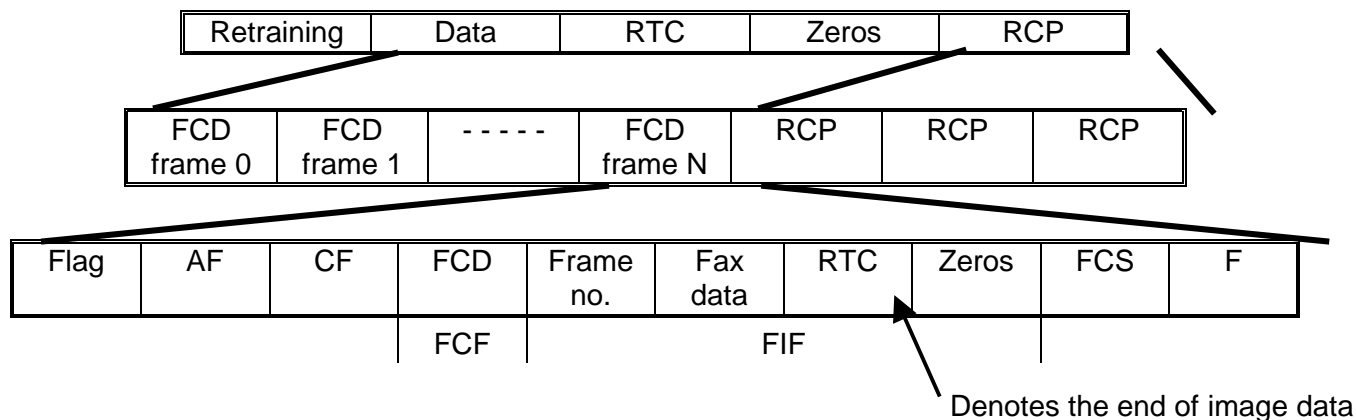 Retraining Data RTC Zeros RCP
FCD FCD - - - - - FCD RCP RCP RCP
frame 0 frame 1 frame N
Flag AF CF FCD Frame Fax RTC Zeros FCS F
no. data
FCF FIF
Denotes the end of image data